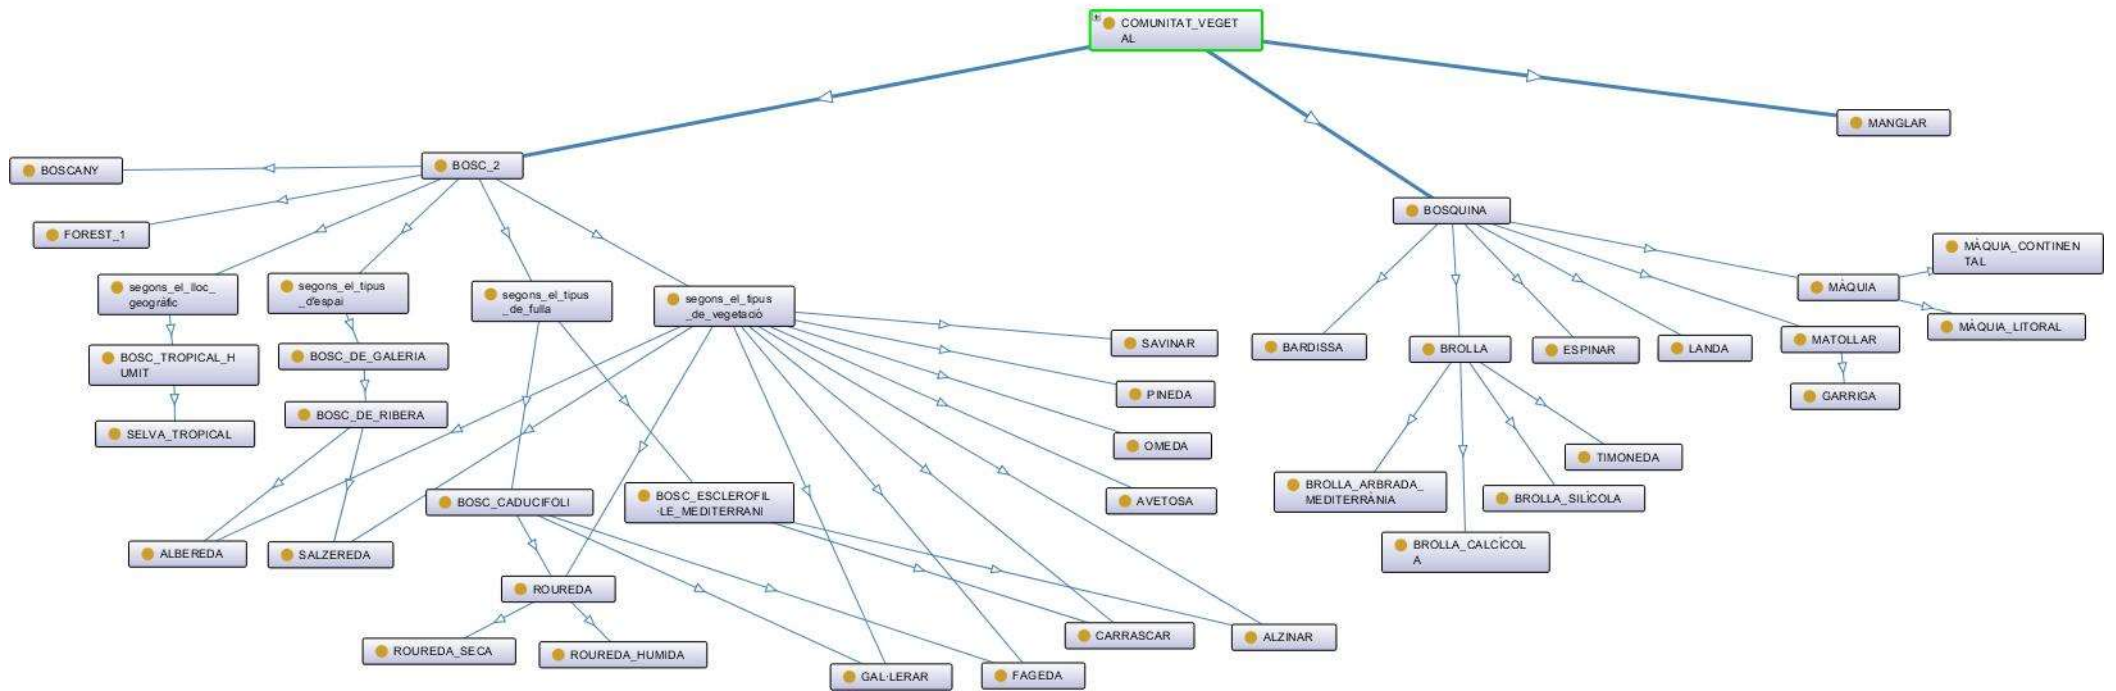 COMUNITAT_VEGET
AL
MANGLAR
BOSC_2
BOSCANY
BOSQUINA
FOREST_1
MÀQUIA_CONTINEN
TAL
segons_el_lloc_
geogràfic
segons_el_tipus
_d'espai
segons_el_tipus
_de_fulla
segons_el_tipus
_de_vegetació
MÀQUIA
MÀQUIA_LITORAL
SAVINAR
BARDISSA
BROLLA
ESPINAR
LANDA
MATOLLAR
BOSC_TROPICAL_H
UMIT
BOSC_DE_GALERIA
PINEDA
GARRIGA
BOSC_DE_RIBERA
SELVA_TROPICAL
OMEDA
TIMONEDA
BOSC_CADUCIFOLI
BOSC_ESCLEROFIL
·LE_MEDITERRANI
AVETOSA
BROLLA_ARBRADA_
MEDITERRÀNIA
BROLLA_SILÍCOLA
ALBEREDA
SALZEREDA
BROLLA_CALCÍCOL
A
ROUREDA
ROUREDA_SECA
ROUREDA_HUMIDA
CARRASCAR
ALZINAR
GAL·LERAR
FAGEDA